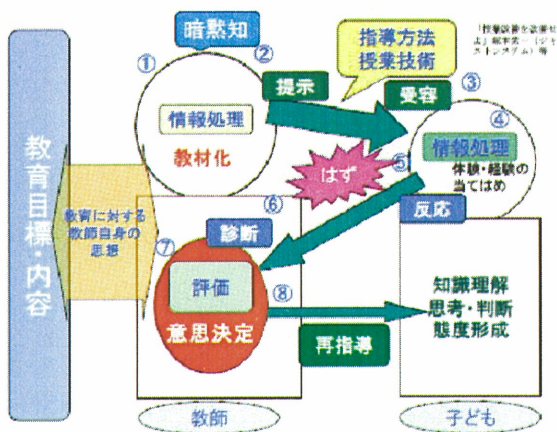 暗黙知
①
②
指導方法
授業技術
提示
受容
③
④
情報処理
教材化
情報処理
体験・経験の
当てはめ
はず
⑤
反応
教育目標・内容
教育に対する
教師自身の
思想
⑥
診断
⑦
評価
意思決定
⑧
再指導
知識理解
思考・判断
態度形成
教師
子ども